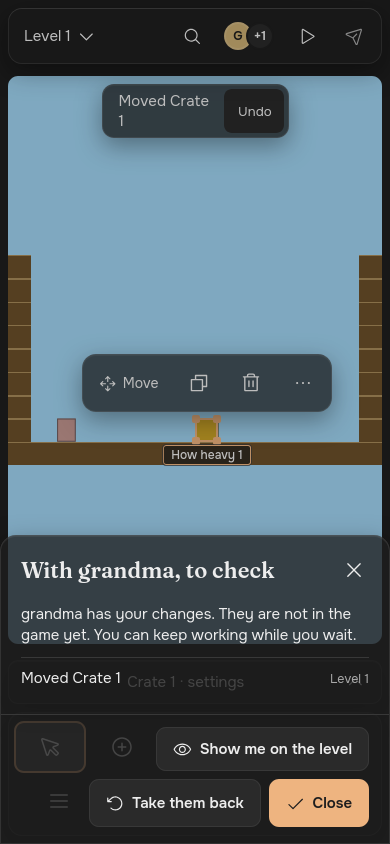 Level 1
G +1
Moved Crate
1
Undo
Move
How heavy 1
With grandma, to check
grandma has your changes. They are not in the
game yet. You can keep working while you wait.
Moved Crate 1
Crate 1 · settings
Level 1
Show me on the level
Take them back
Close